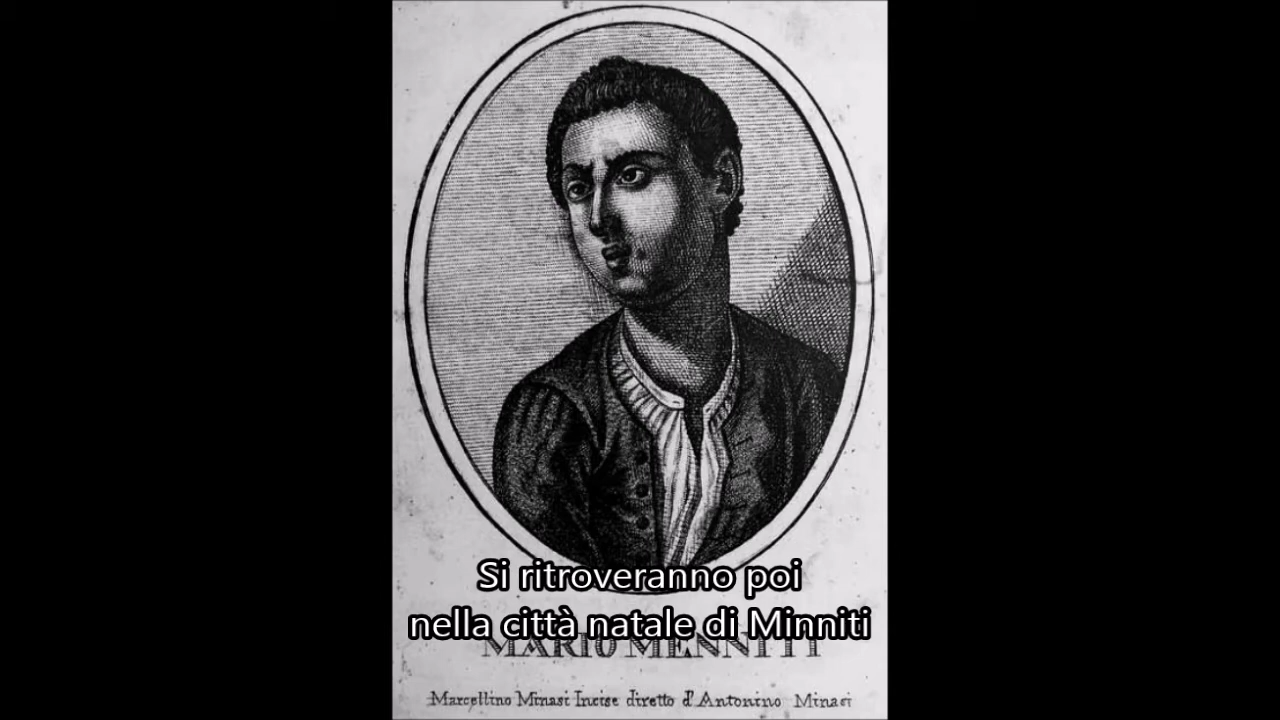 Si ritroveranno poi
nella città natale di Minniti
MARIO MENNITI
Marcellino Minasi Incise diretto d'Antonino Minasi